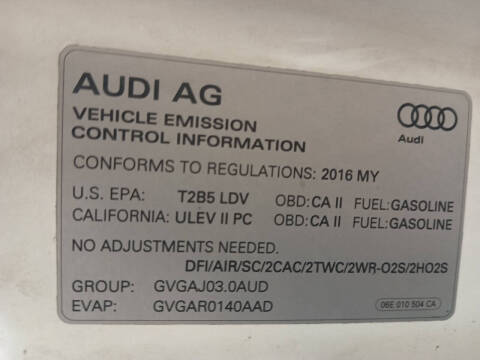 AUDI AG
VEHICLE EMISSION
CONTROL INFORMATION
Audi
CONFORMS TO REGULATIONS: 2016 MY
U.S. EPA: T2B5 LDV OBD: CA II FUEL: GASOLINE
CALIFORNIA: ULEV II PC OBD: CA II FUEL: GASOLINE
NO ADJUSTMENTS NEEDED.
DFI/AIR/SC/2CAC/2TWC/2WR-O2S/2HO2S
GROUP: GVGAJ03.0AUD
EVAP: GVGAR0140AAD
06E 010 504 CA